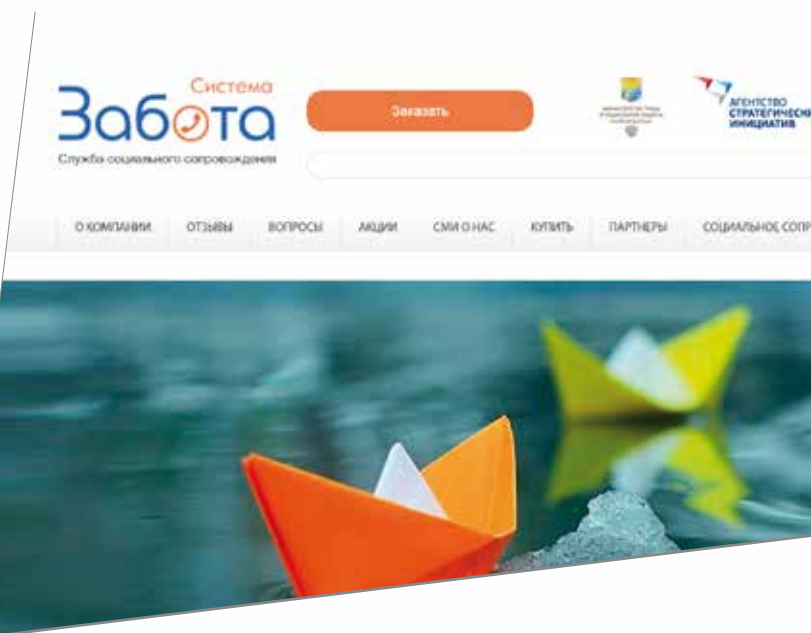 Система
Забота
Служба социального сопровождения
Заказать
АГЕНТСТВО
СТРАТЕГИЧЕСКИ
ИНИЦИАТИВ
О КОМПАНИИ ОТЗЫВЫ ВОПРОСЫ АКЦИИ СМИ О НАС КУПИТЬ ПАРТНЕРЫ СОЦИАЛЬНОЕ СОПР